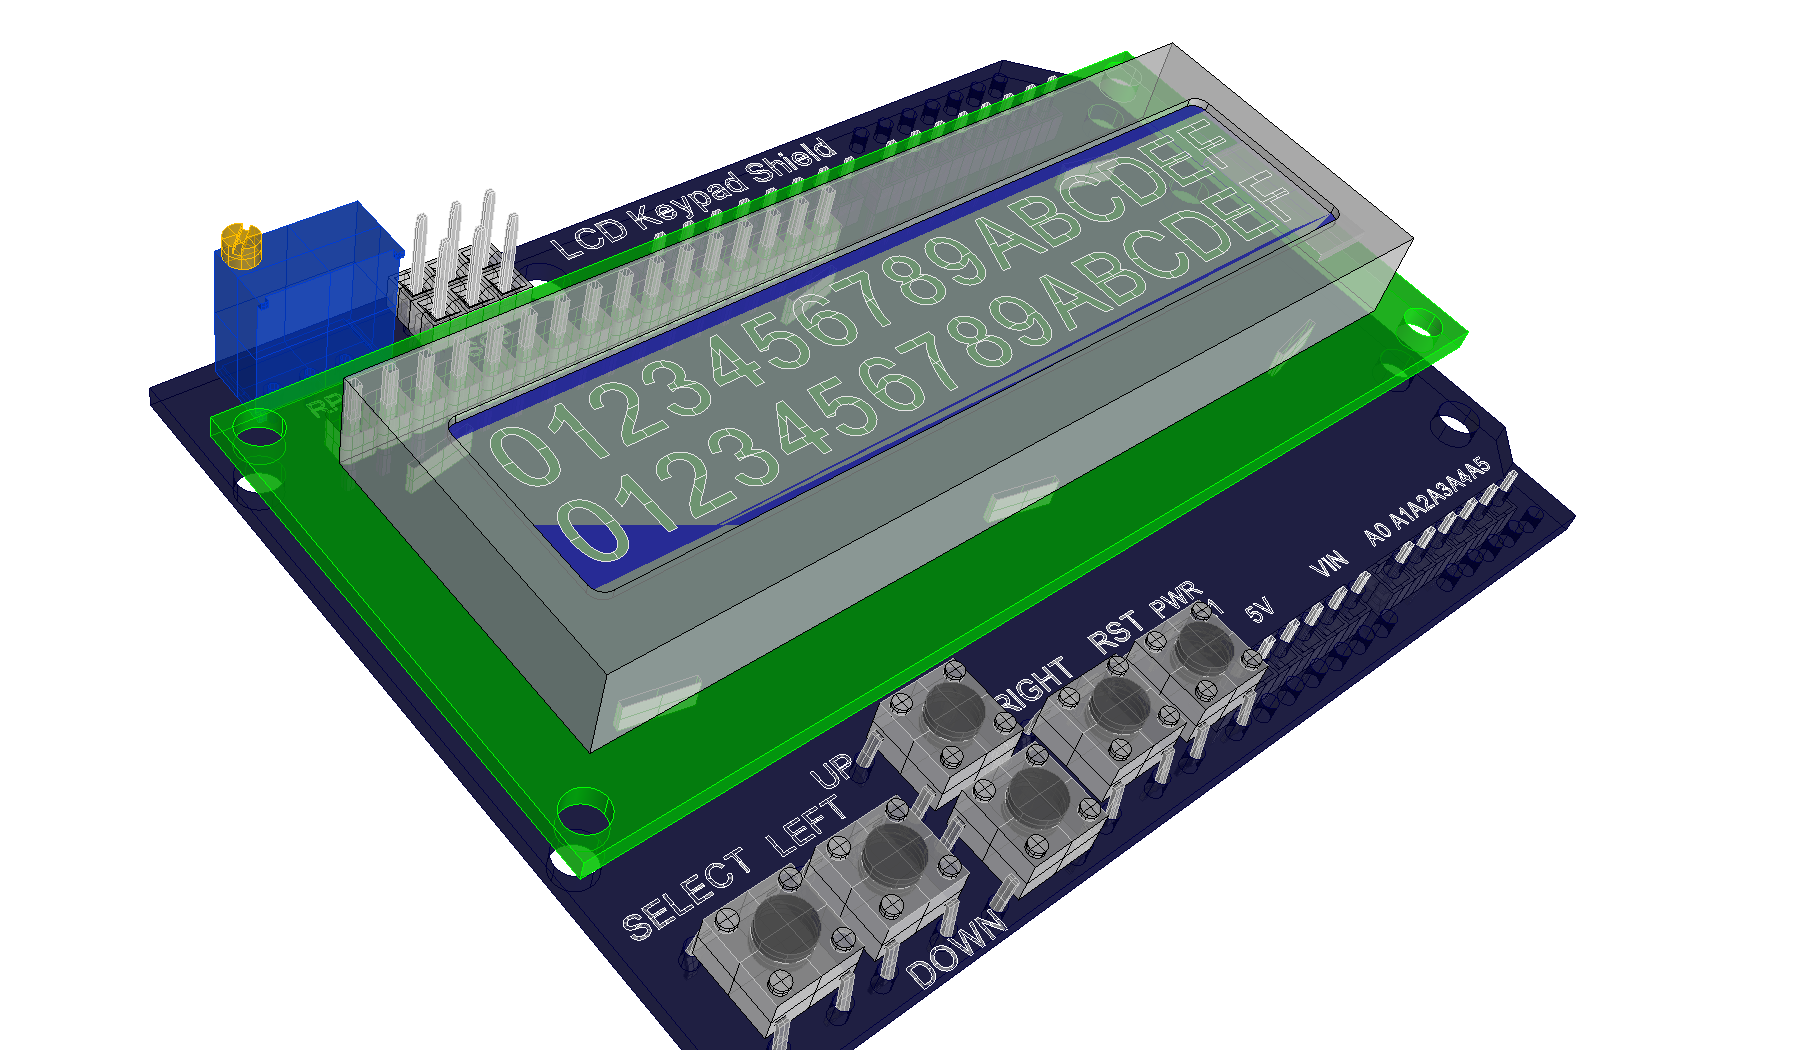 LCD Keypad Shield
0123456789ABCDEF
0123456789ABCDEF
A0 A1A2A3A4A5
VIN
5V
PWR
RST
RIGHT
UP
LEFT
SELECT
DOWN